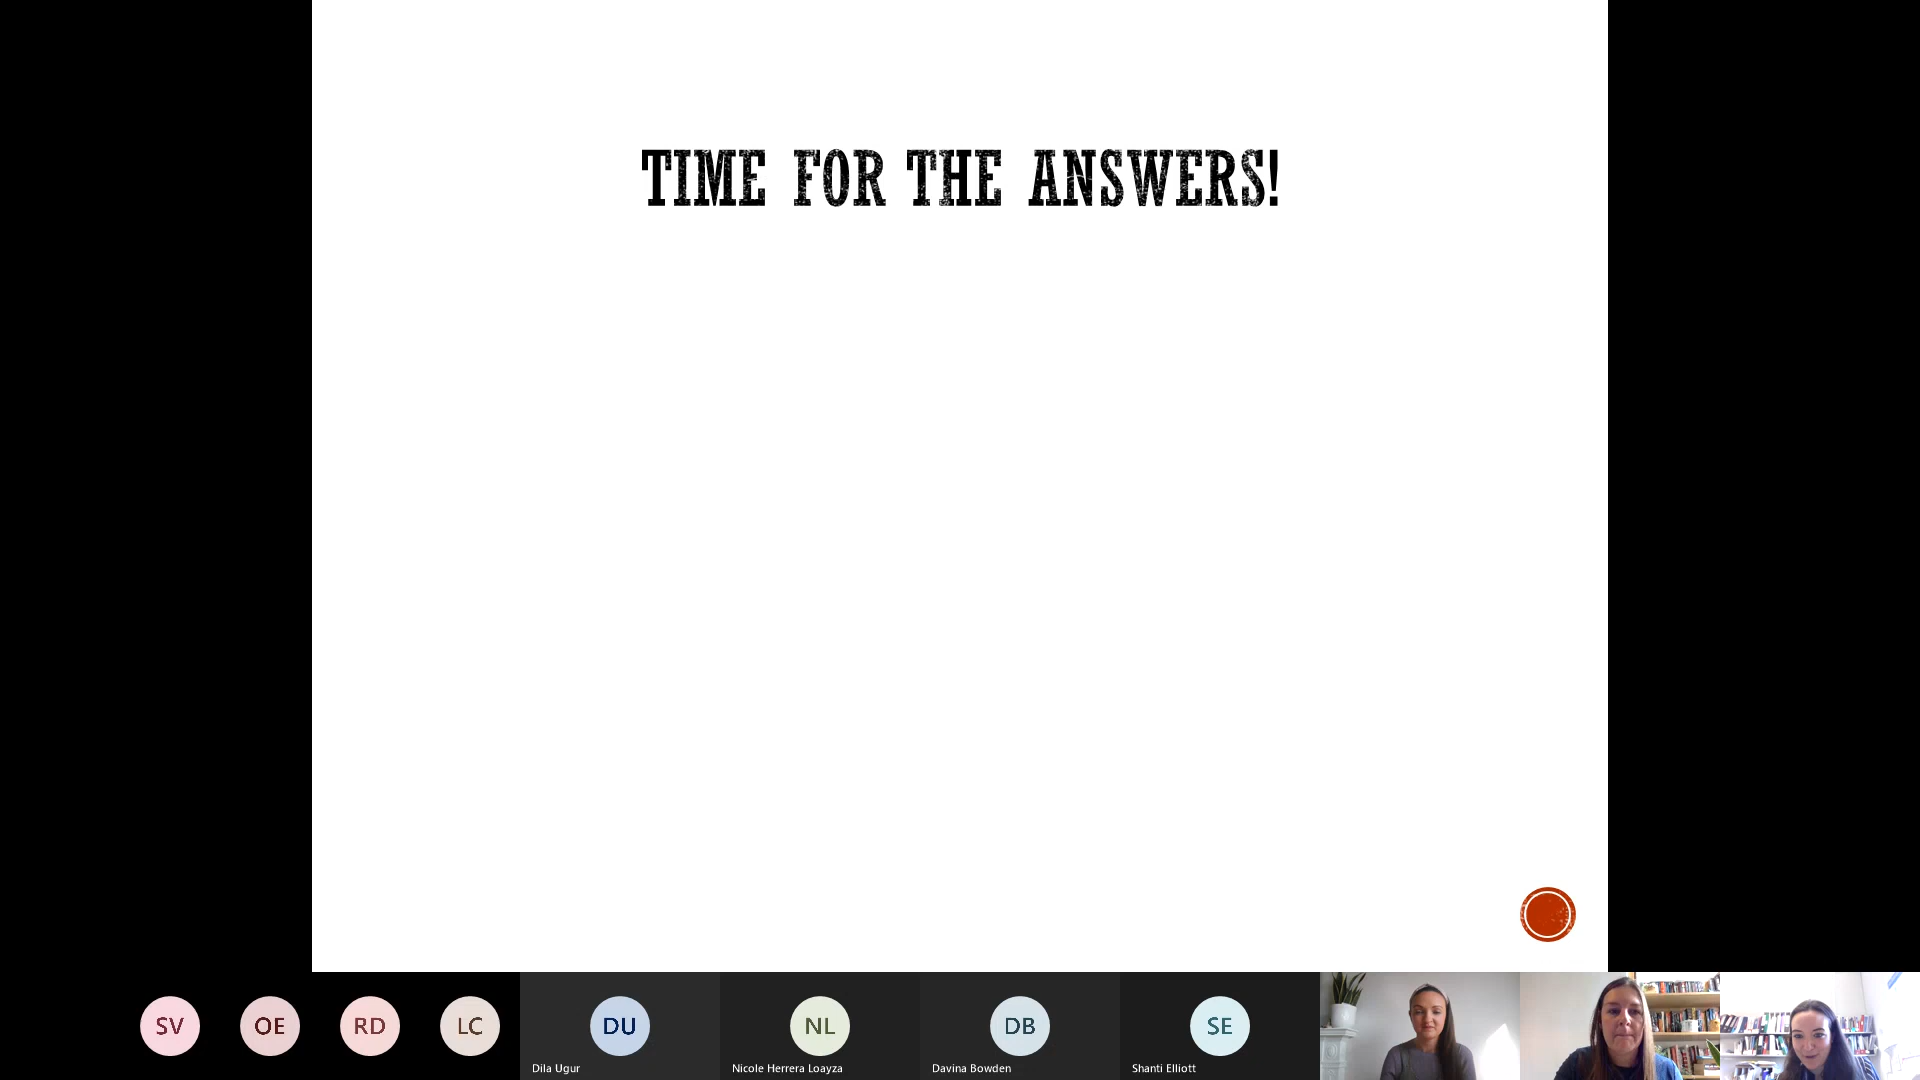 TIME FOR THE ANSWERS!
SV
OE
RD
LC
DU
NL
DB
SE
Dila Ugur
Nicole Herrera Loayza
Davina Bowden
Shanti Elliott